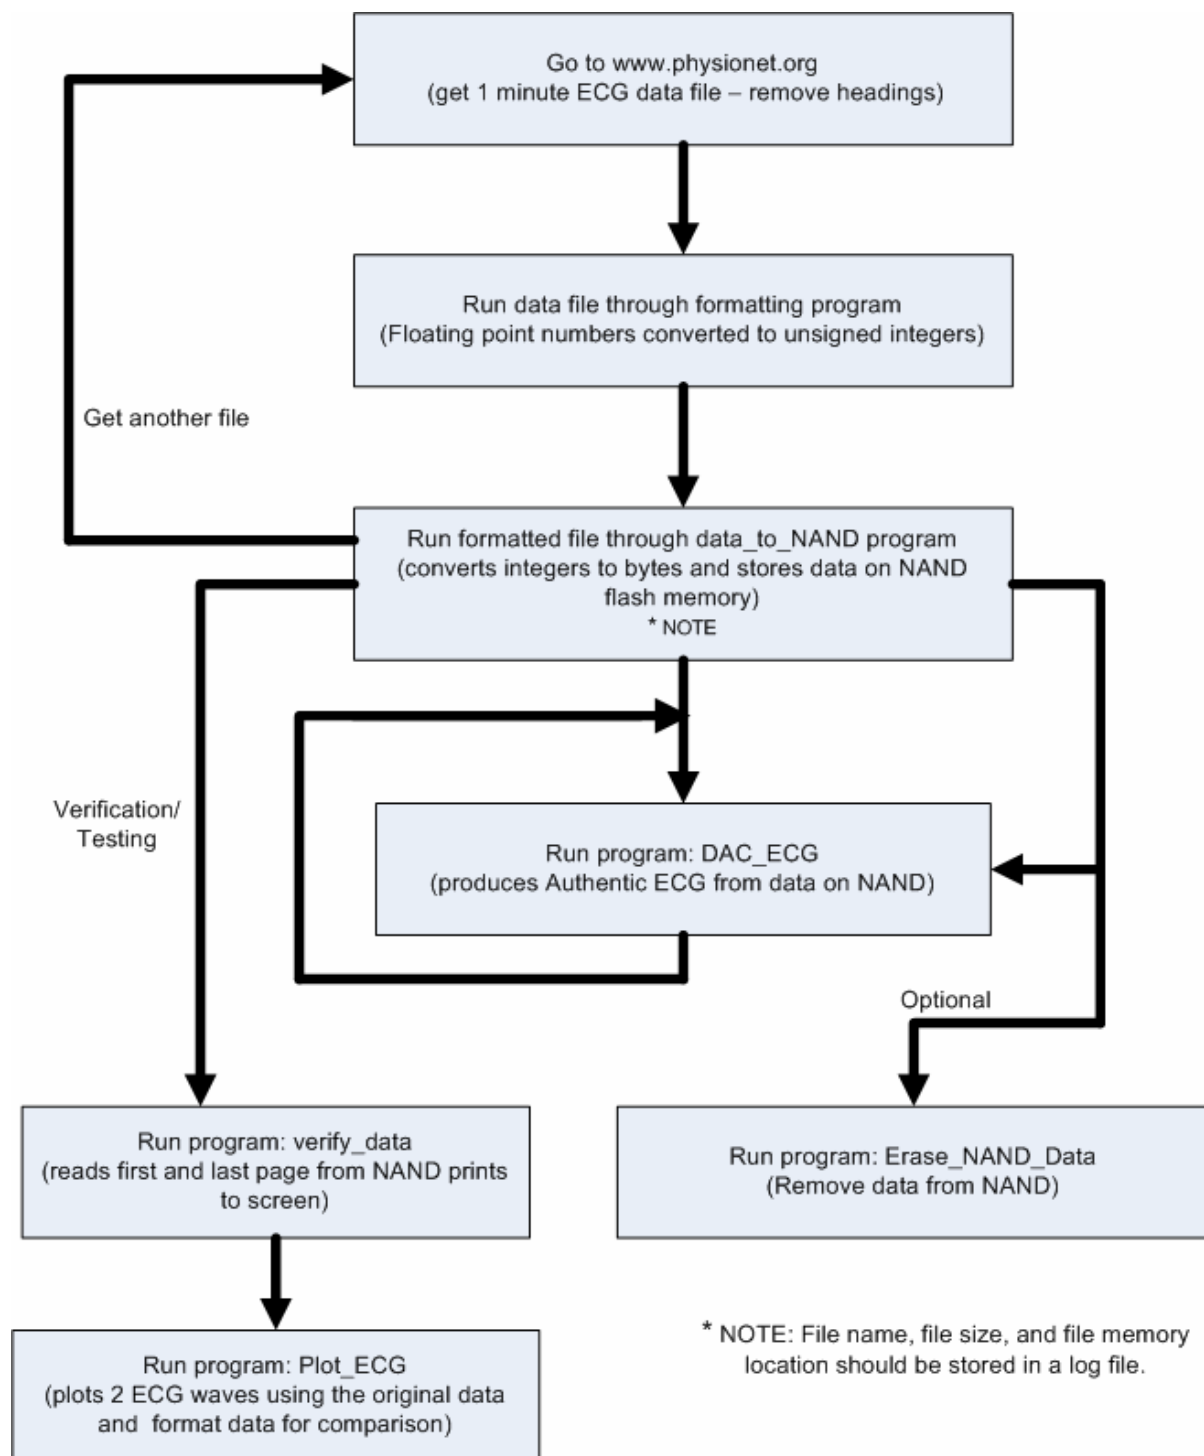 Go to www.physionet.org
(get 1 minute ECG data file – remove headings)
Run data file through formatting program
(Floating point numbers converted to unsigned integers)
Get another file
Run formatted file through data_to_NAND program
(converts integers to bytes and stores data on NAND
flash memory)
* NOTE
Verification/
Testing
Run program: DAC_ECG
(produces Authentic ECG from data on NAND)
Optional
Run program: verify_data
(reads first and last page from NAND prints
to screen)
Run program: Erase_NAND_Data
(Remove data from NAND)
Run program: Plot_ECG
(plots 2 ECG waves using the original data
and format data for comparison)
* NOTE: File name, file size, and file memory
location should be stored in a log file.